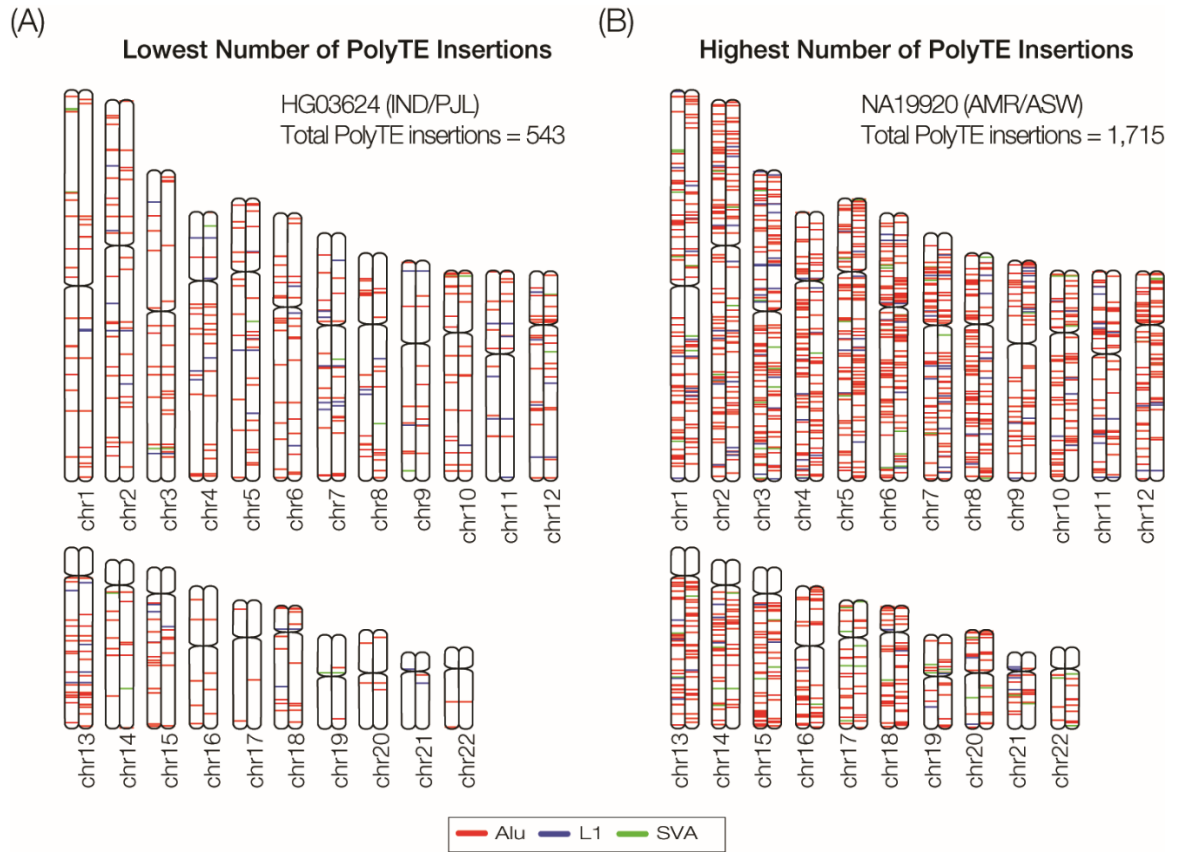 (A)
Lowest Number of PolyTE Insertions
HG03624 (IND/PJL)
Total PolyTE insertions = 543
chr1 chr2 chr3 chr4 chr5 chr6 chr7 chr8 chr9 chr10 chr11 chr12
chr13 chr14 chr15 chr16 chr17 chr18 chr19 chr20 chr21 chr22
(B)
Highest Number of PolyTE Insertions
NA19920 (AMR/ASW)
Total PolyTE insertions = 1,715
chr1 chr2 chr3 chr4 chr5 chr6 chr7 chr8 chr9 chr10 chr11 chr12
chr13 chr14 chr15 chr16 chr17 chr18 chr19 chr20 chr21 chr22
Alu L1 SVA